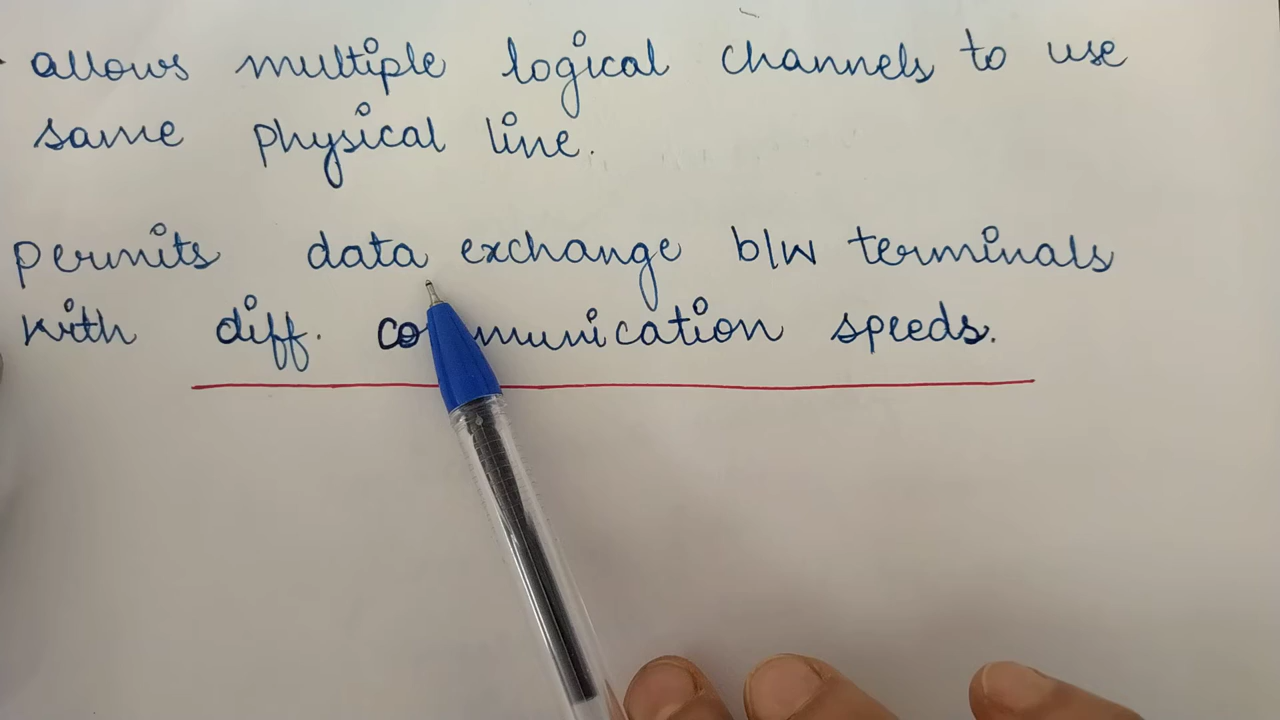 allows multiple logical channels to use
same physical line.
permits data exchange b/w terminals
with diff. communication speeds.